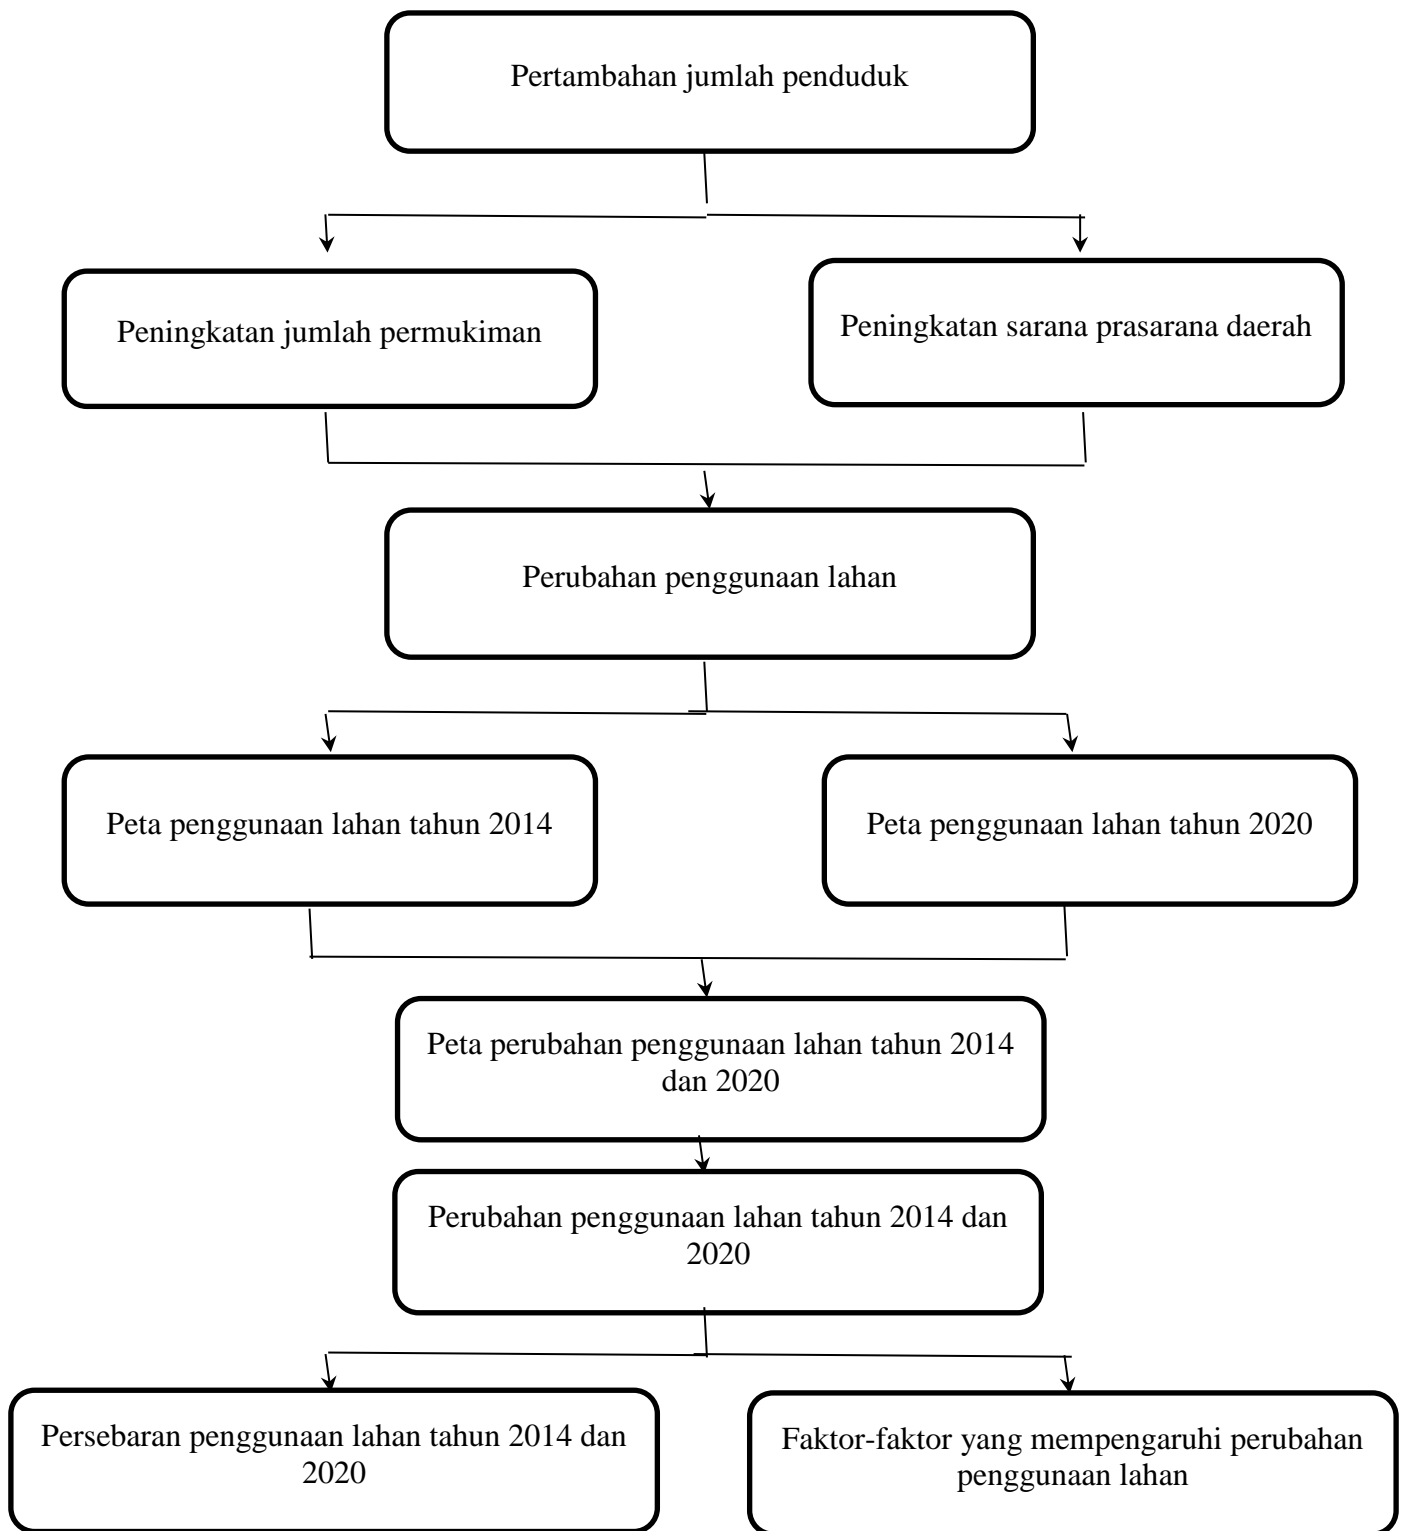 Pertambahan jumlah penduduk
Peningkatan jumlah permukiman
Peningkatan sarana prasarana daerah
Perubahan penggunaan lahan
Peta penggunaan lahan tahun 2014
Peta penggunaan lahan tahun 2020
Peta perubahan penggunaan lahan tahun 2014
dan 2020
Perubahan penggunaan lahan tahun 2014 dan
2020
Persebaran penggunaan lahan tahun 2014 dan
2020
Faktor-faktor yang mempengaruhi perubahan
penggunaan lahan